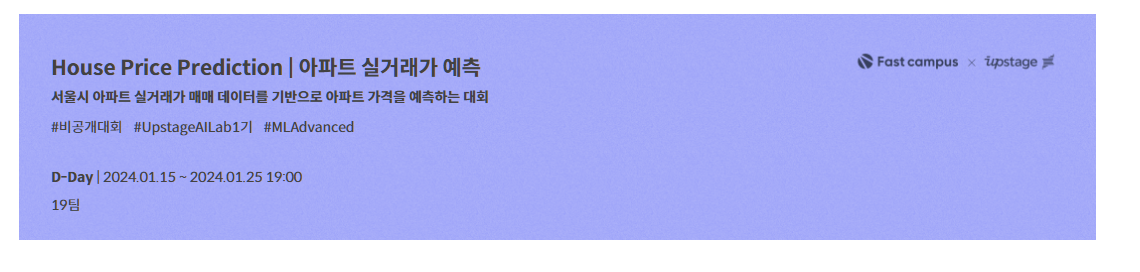 House Price Prediction | 아파트 실거래가 예측
Fast campus × upstage
서울시 아파트 실거래가 매매 데이터를 기반으로 아파트 가격을 예측하는 대회
#비공개대회 #UpstageAILab1기 #MLAdvanced
D-Day | 2024.01.15 ~ 2024.01.25 19:00
19팀